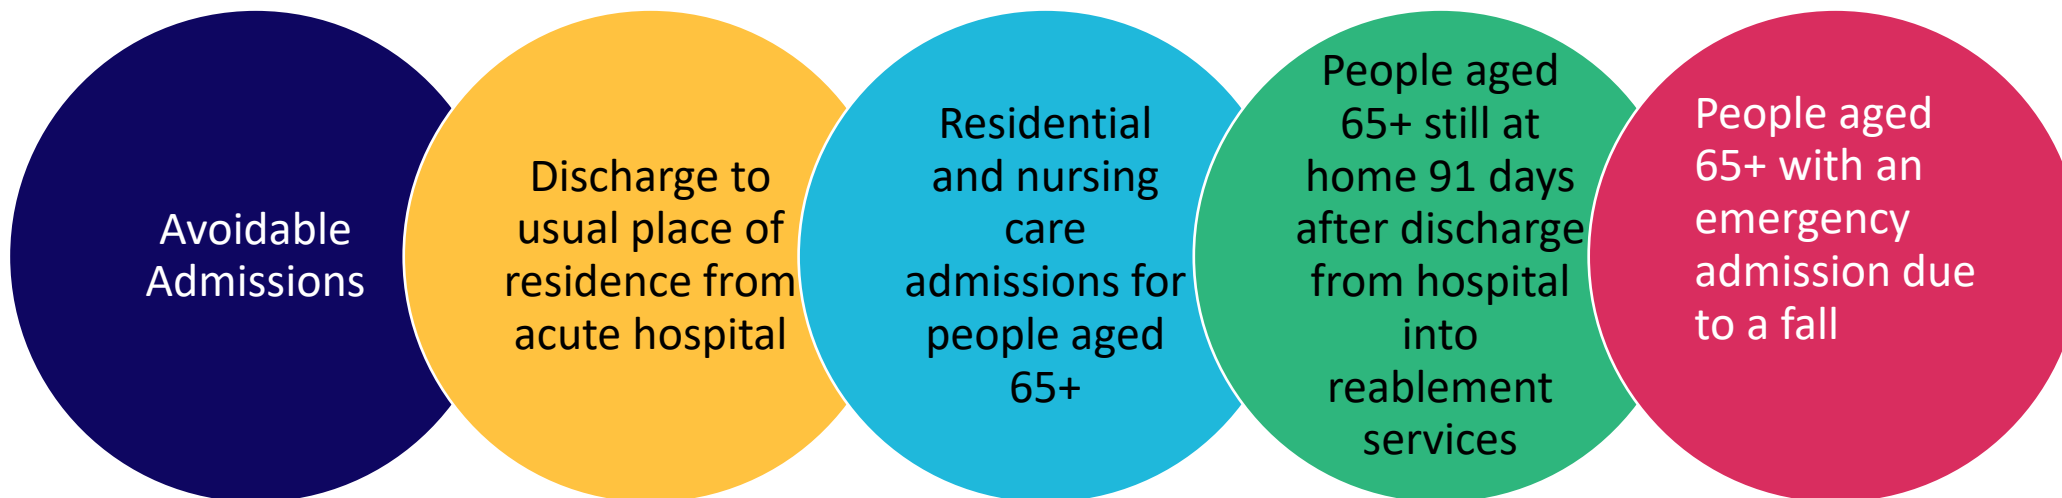 Avoidable
Admissions
Discharge to
usual place of
residence from
acute hospital
Residential
and nursing
care
admissions for
people aged
65+
People aged
65+ still at
home 91 days
after discharge
from hospital
into
reablement
services
People aged
65+ with an
emergency
admission due
to a fall